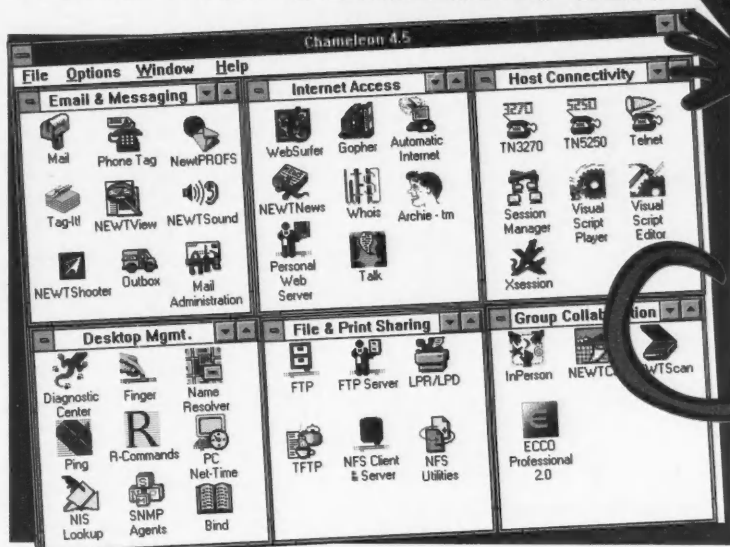 Chameleon 4.5
File Options Window Help
Email & Messaging
Mail
Phone Tag
NewtPROFS
Tag-It!
NEWTView
NEWTSound
NEWTShooter
Outbox
Mail
Administration
Internet Access
WebSurfer
Gopher
Automatic
Internet
NEWTNews
Whois
Archie - tm
Personal
Web
Server
Talk
Host Connectivity
3270
TN3270
5250
TN5250
Telnet
Session
Manager
Visual
Script
Player
Visual
Script
Editor
Xsession
Desktop Mgmt.
Diagnostic
Center
Finger
Name
Resolver
Ping
R
R-Commands
PC
Net-Time
NIS
Lookup
SNMP
Agents
Bind
File & Print Sharing
FTP
FTP Server
LPR/LPD
TFTP
NFS Client
& Server
NFS
Utilities
Group
InPerson
ECCO
Professional
2.0